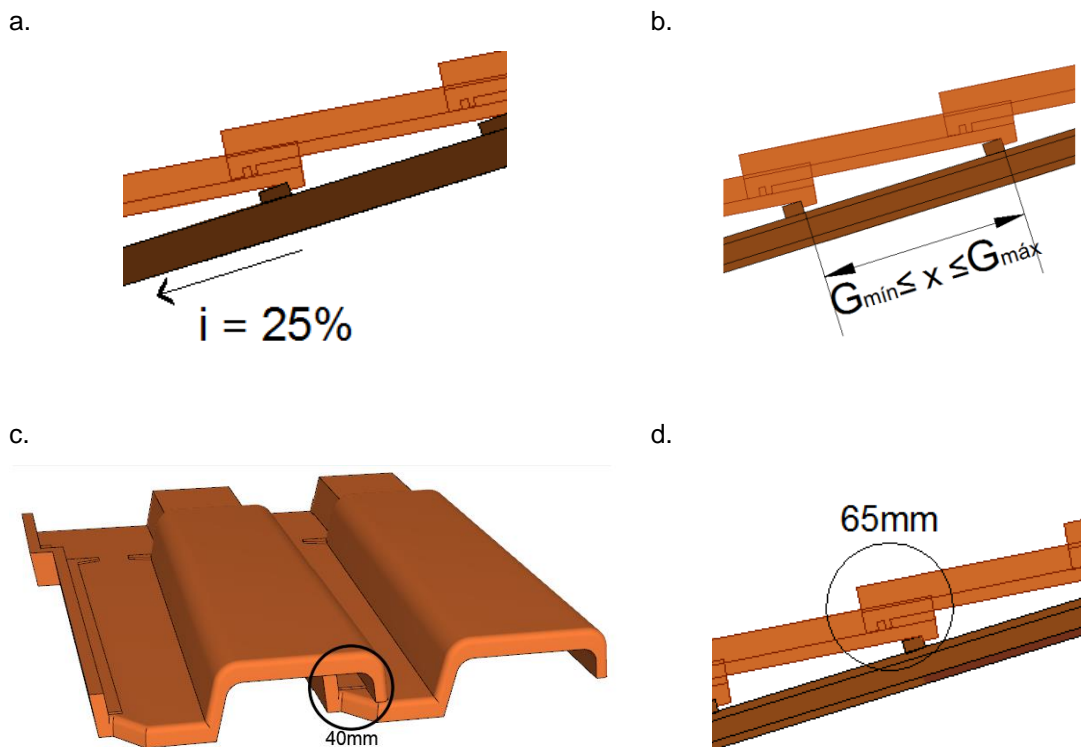 a.
b.
i = 25%
Gmín≤ x ≤Gmáx
c.
d.
40mm
65mm